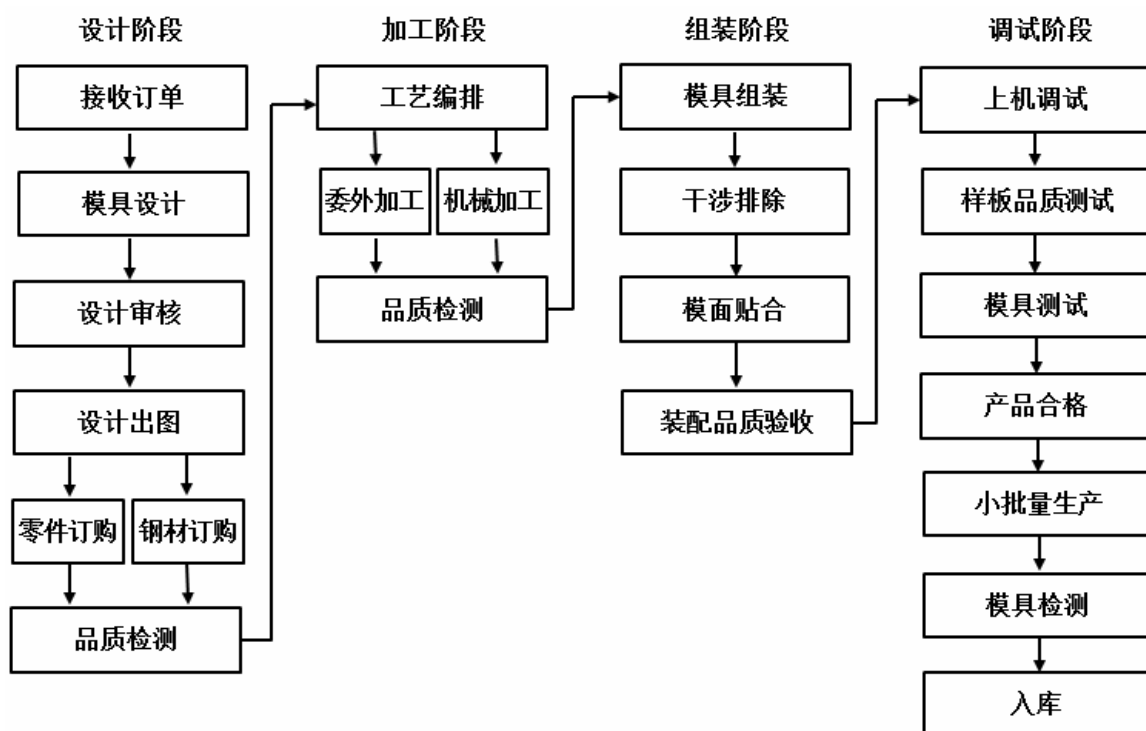 设计阶段
接收订单
模具设计
设计审核
设计出图
零件订购
钢材订购
品质检测
加工阶段
工艺编排
委外加工
机械加工
品质检测
组装阶段
模具组装
干涉排除
模面贴合
装配品质验收
调试阶段
上机调试
样板品质测试
模具测试
产品合格
小批量生产
模具检测
入库